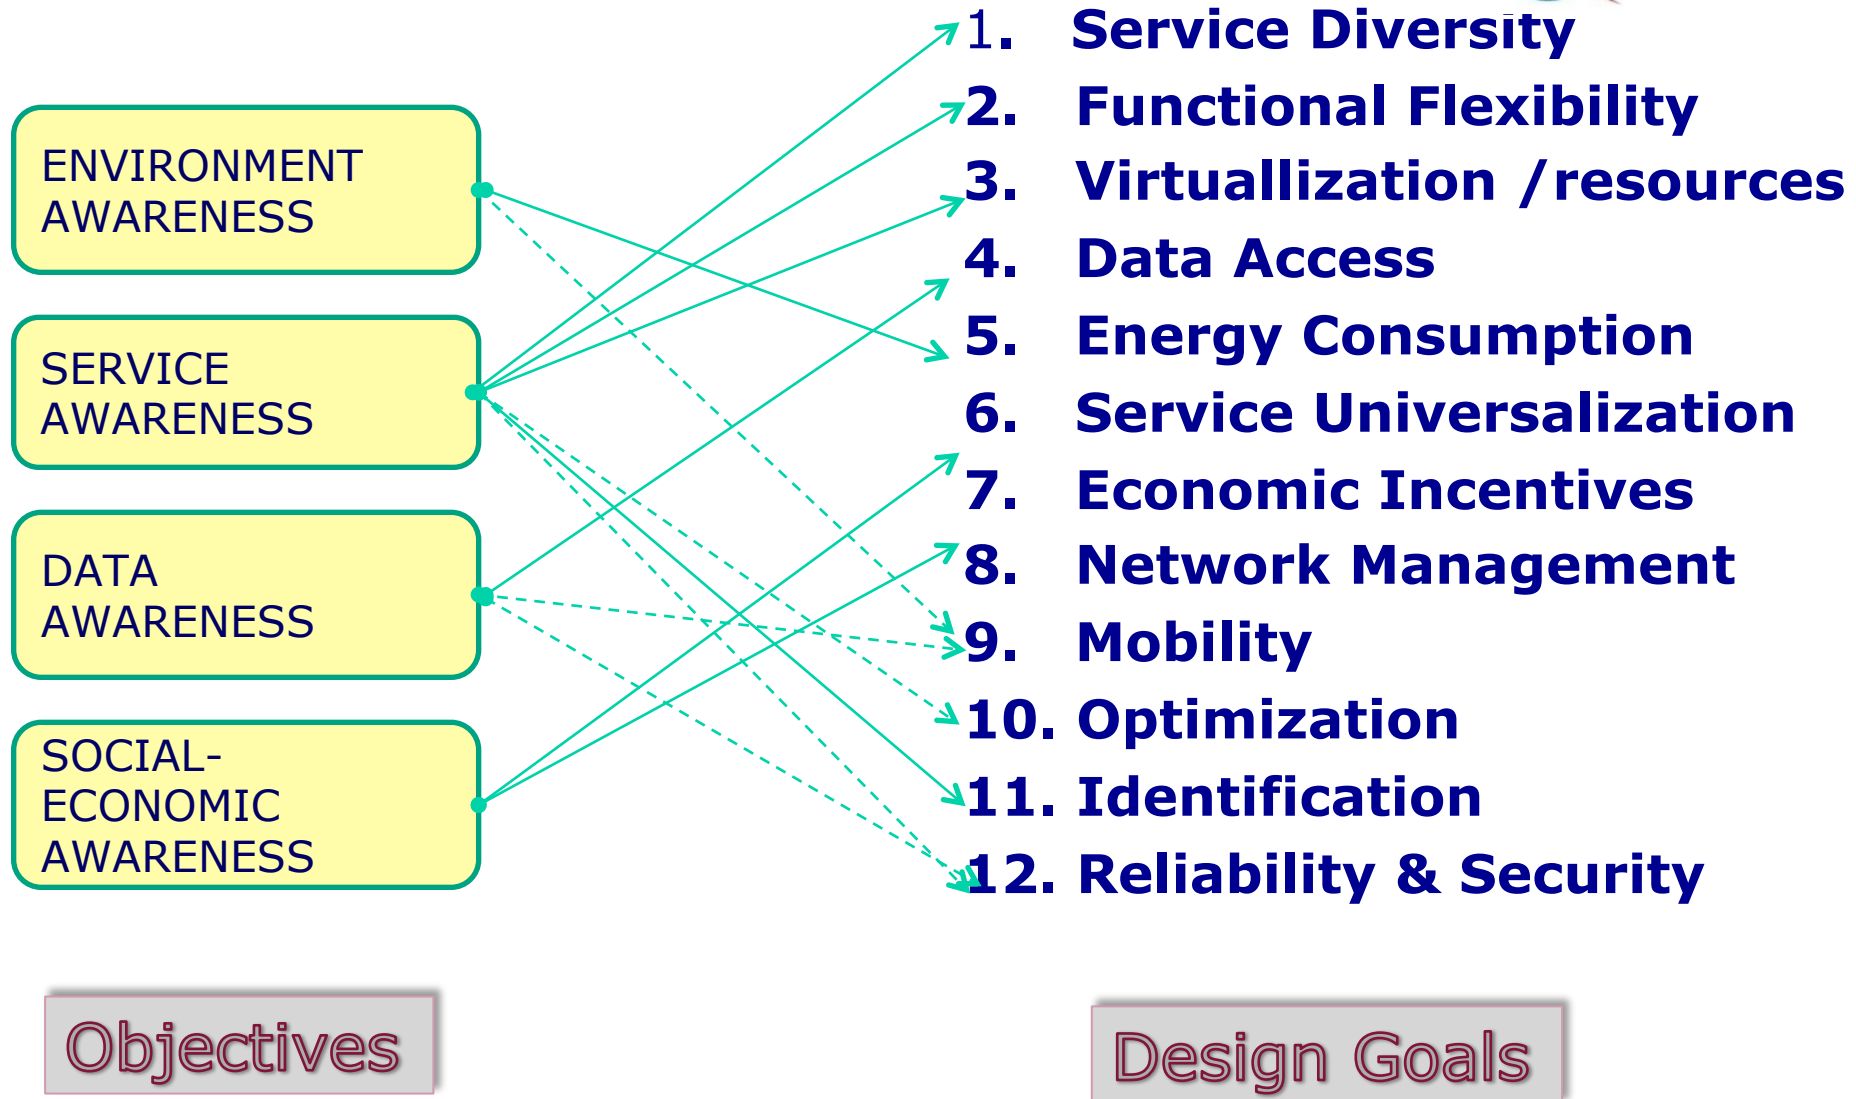 ENVIRONMENT
AWARENESS
SERVICE
AWARENESS
DATA
AWARENESS
SOCIAL-
ECONOMIC
AWARENESS
1. Service Diversity
2. Functional Flexibility
3. Virtuallization /resources
4. Data Access
5. Energy Consumption
6. Service Universalization
7. Economic Incentives
8. Network Management
9. Mobility
10. Optimization
11. Identification
12. Reliability & Security
Objectives
Design Goals